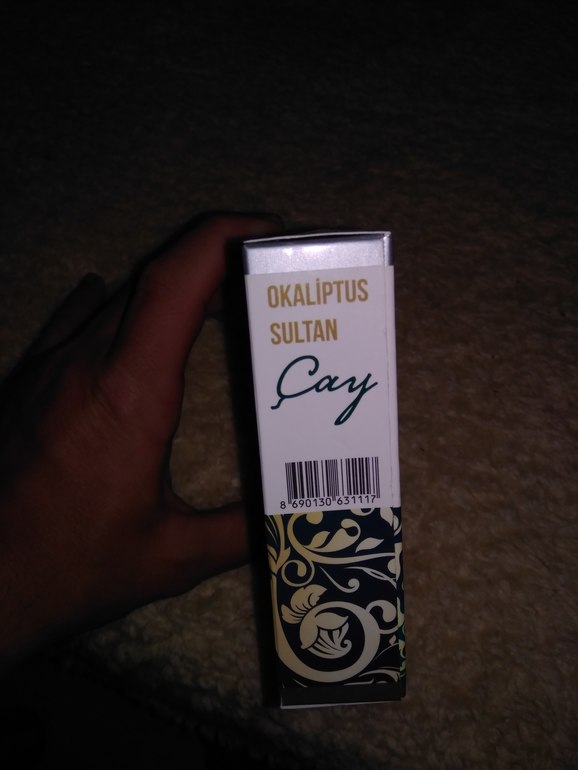 OKALİPTUS
SULTAN
Çay
8 690130 631117